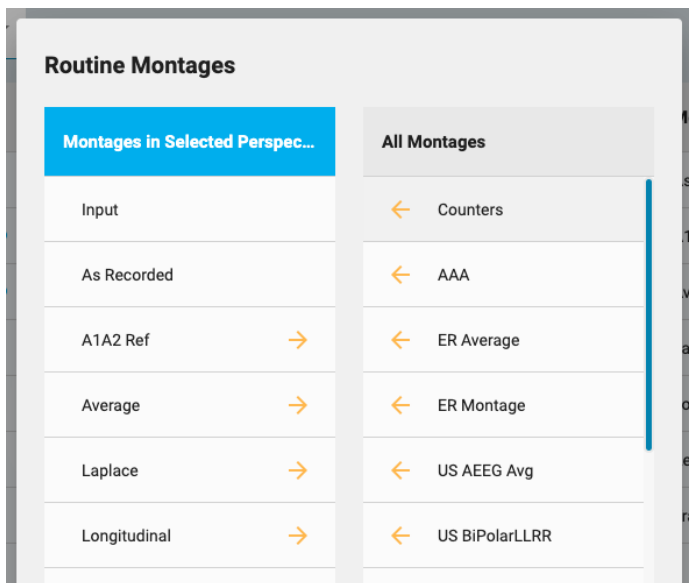 Routine Montages
Montages in Selected Perspec...
Input
As Recorded
A1A2 Ref
Average
Laplace
Longitudinal
All Montages
Counters
AAA
ER Average
ER Montage
US AEEG Avg
US BiPolarLLRR